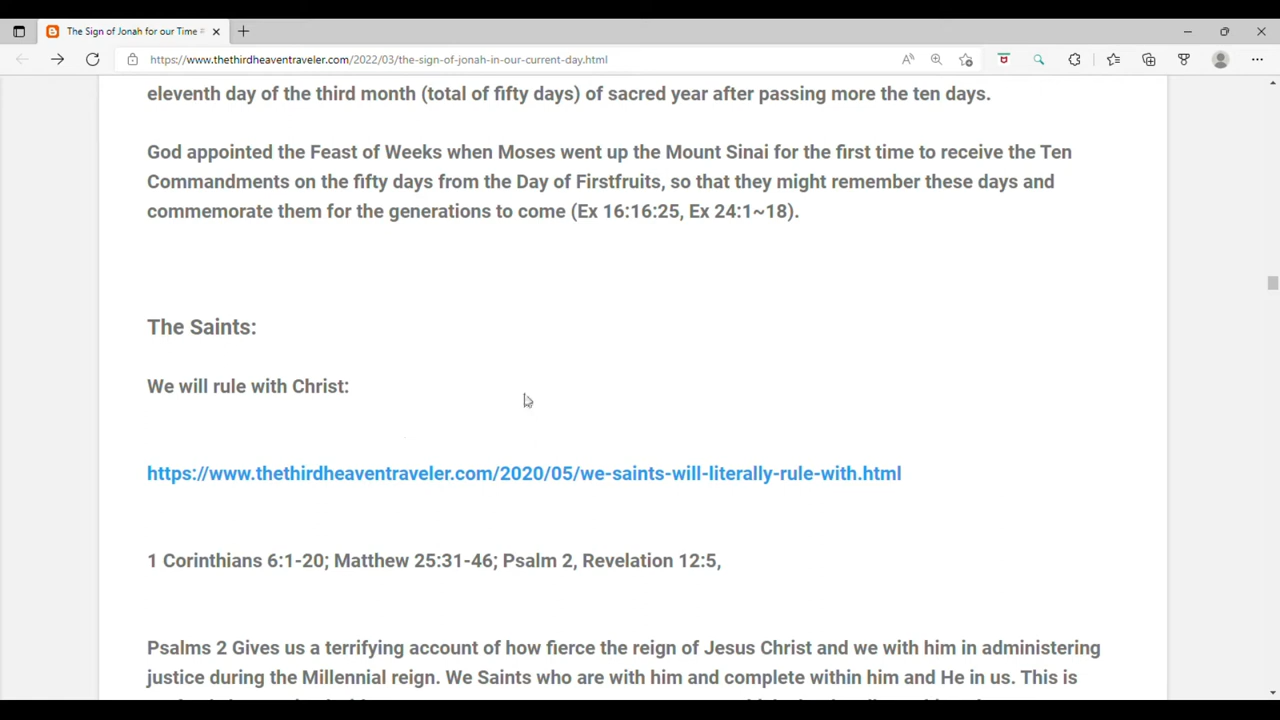 The Sign of Jonah for our Time
https://www.thethirdheaventraveler.com/2022/03/the-sign-of-jonah-in-our-current-day.html
eleventh day of the third month (total of fifty days) of sacred year after passing more the ten days.
God appointed the Feast of Weeks when Moses went up the Mount Sinai for the first time to receive the Ten
Commandments on the fifty days from the Day of Firstfruits, so that they might remember these days and
commemorate them for the generations to come (Ex 16:16:25, Ex 24:1~18).
The Saints:
We will rule with Christ:
https://www.thethirdheaventraveler.com/2020/05/we-saints-will-literally-rule-with.html
1 Corinthians 6:1-20; Matthew 25:31-46; Psalm 2, Revelation 12:5,
Psalms 2 Gives us a terrifying account of how fierce the reign of Jesus Christ and we with him in administering
justice during the Millennial reign. We Saints who are with him and complete within him and He in us. This is